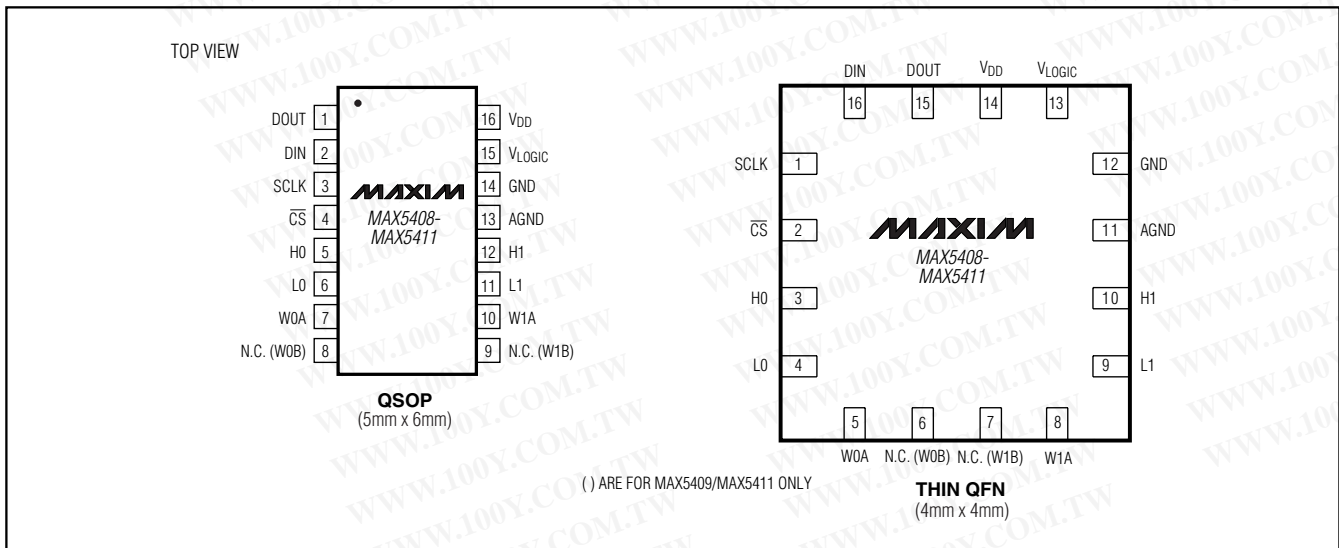 TOP VIEW
DOUT 1
DIN 2
SCLK 3
CS 4
H0 5
L0 6
W0A 7
N.C. (W0B) 8
16 VDD
15 VLOGIC
14 GND
13 AGND
12 H1
11 L1
10 W1A
9 N.C. (W1B)
MAXIM
MAX5408-
MAX5411
QSOP
(5mm x 6mm)
DIN DOUT VDD VLOGIC
16 15 14 13
SCLK 1
CS 2
H0 3
L0 4
12 GND
11 AGND
10 H1
9 L1
MAXIM
MAX5408-
MAX5411
5 6 7 8
W0A N.C. (W0B) N.C. (W1B) W1A
THIN QFN
(4mm x 4mm)
( ) ARE FOR MAX5409/MAX5411 ONLY
WWW.100Y.COM.TW